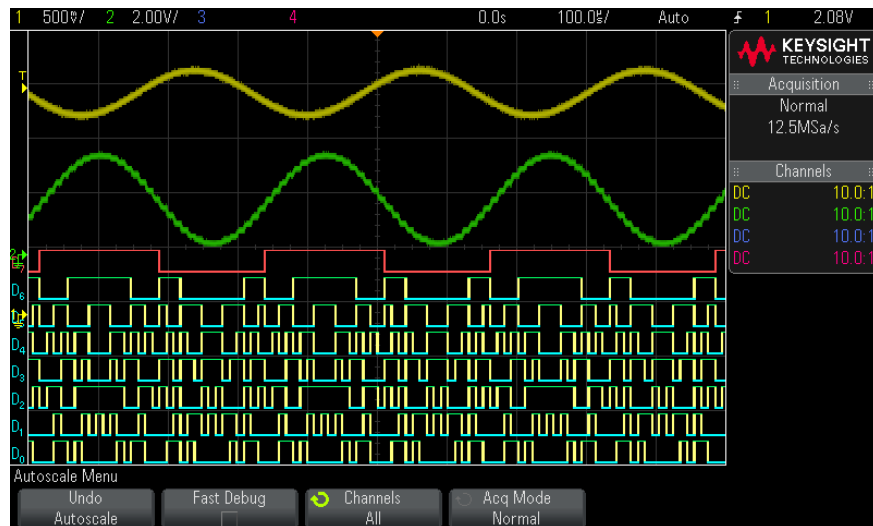 1 500mV/ 2 2.00V/ 3 4 0.0s 100.0µs/ Auto 1 2.08V
KEYSIGHT
TECHNOLOGIES
Acquisition
Normal
12.5MSa/s
Channels
DC 10.0:1
DC 10.0:1
DC 10.0:1
DC 10.0:1
T
2
D6
D4
D3
D2
D1
D0
Autoscale Menu
Undo
Autoscale
Fast Debug
Channels
All
Acq Mode
Normal